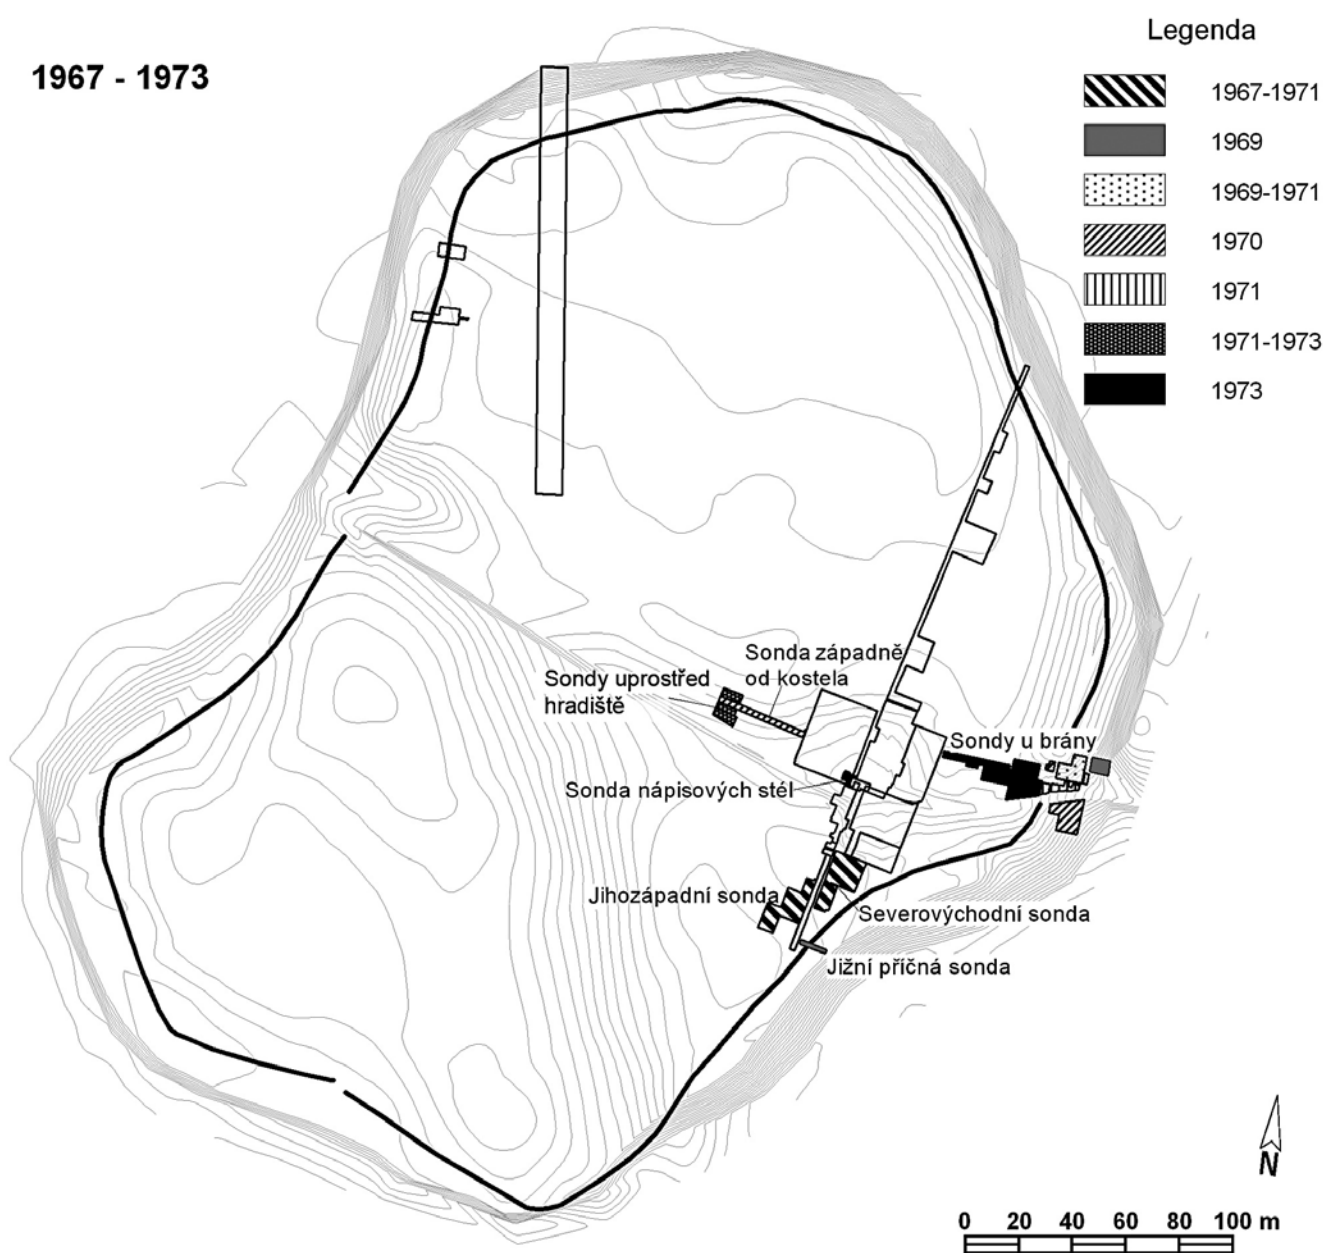 1967 - 1973
Legenda
1967-1971
1969
1969-1971
1970
1971
1971-1973
1973
Sonda západně
od kostela
Sondy uprostřed
hradiště
Sondy u brány
Sonda nápisových stél
Jihozápadní sonda
Severovýchodní sonda
Jižní příčná sonda
N
0 20 40 60 80 100 m